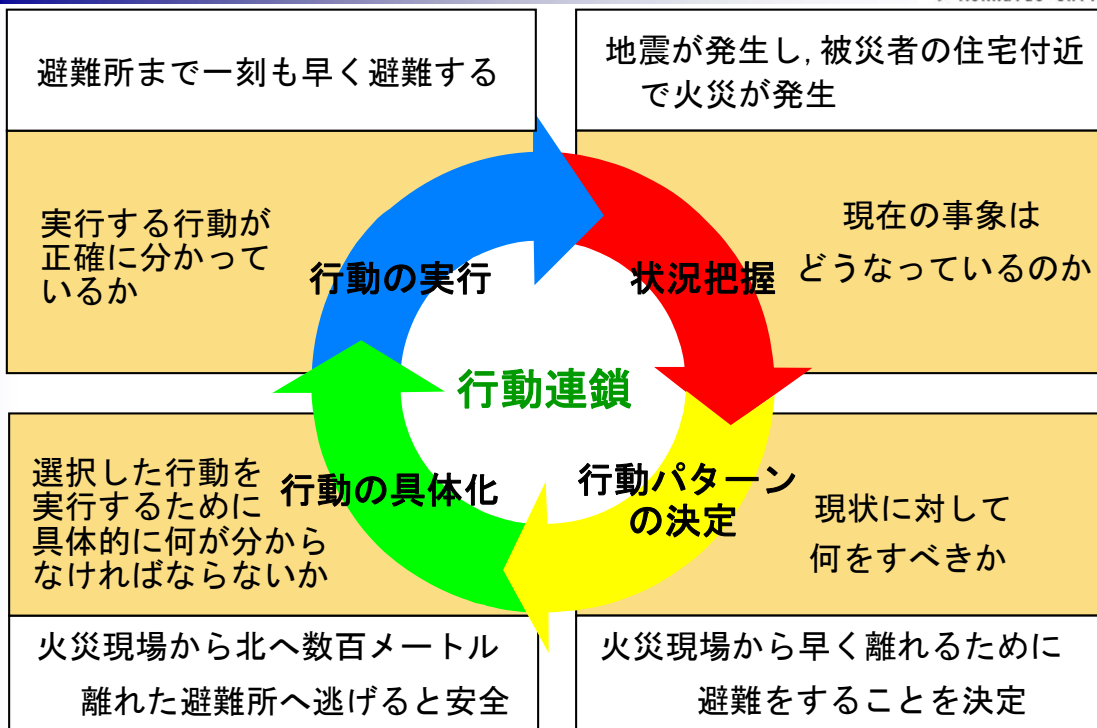 避難所まで一刻も早く避難する
地震が発生し,被災者の住宅付近
で火災が発生
実行する行動が
正確に分かって
いるか
行動の実行
状況把握
現在の事象は
どうなっているのか
行動連鎖
選択した行動を
実行するために
具体的に何が分から
なければならないか
行動の具体化
行動パターン
の決定
現状に対して
何をすべきか
火災現場から北へ数百メートル
離れた避難所へ逃げると安全
火災現場から早く離れるために
避難をすることを決定